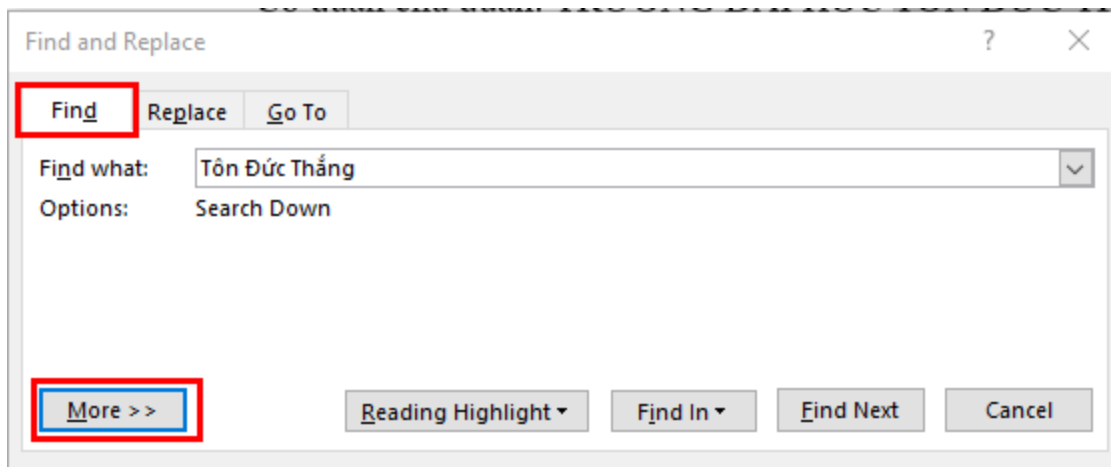 Find and Replace ?
Find Replace Go To
Find what: Tôn Đức Thắng
Options: Search Down
More >> Reading Highlight Find In Find Next Cancel